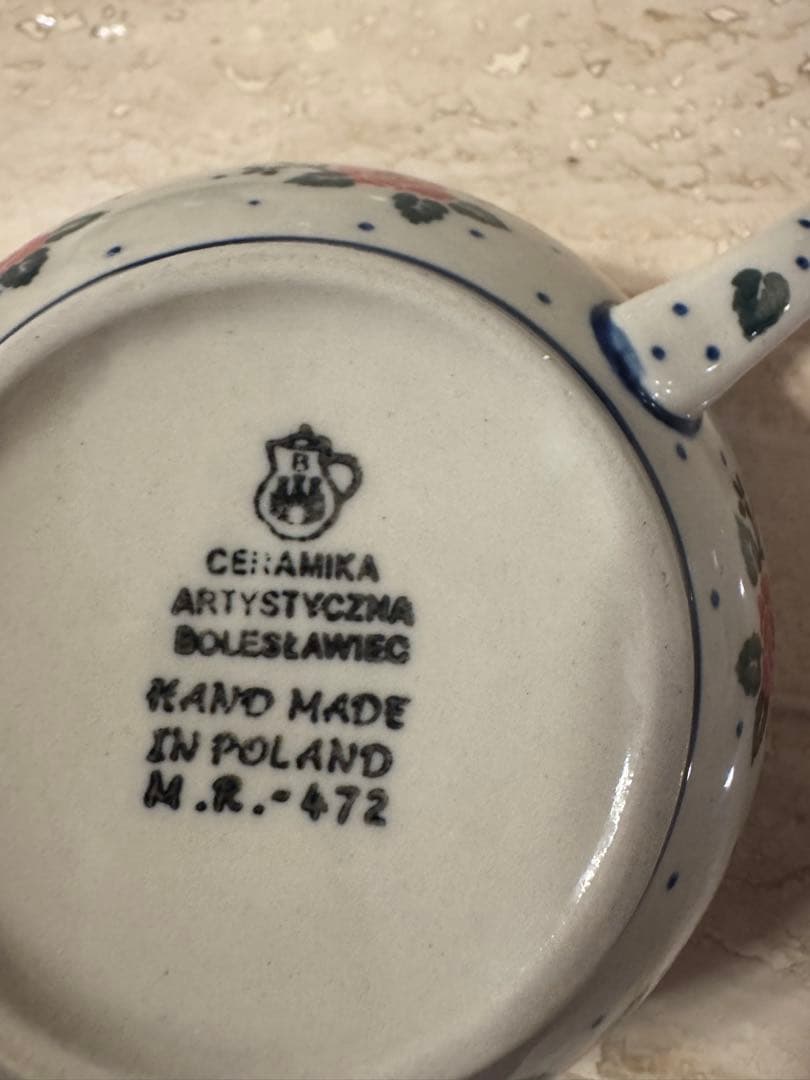 B
CERAMIKA
ARTYSTYCZNA
BOLESŁAWIEC
HAND MADE
IN POLAND
M.R.-472